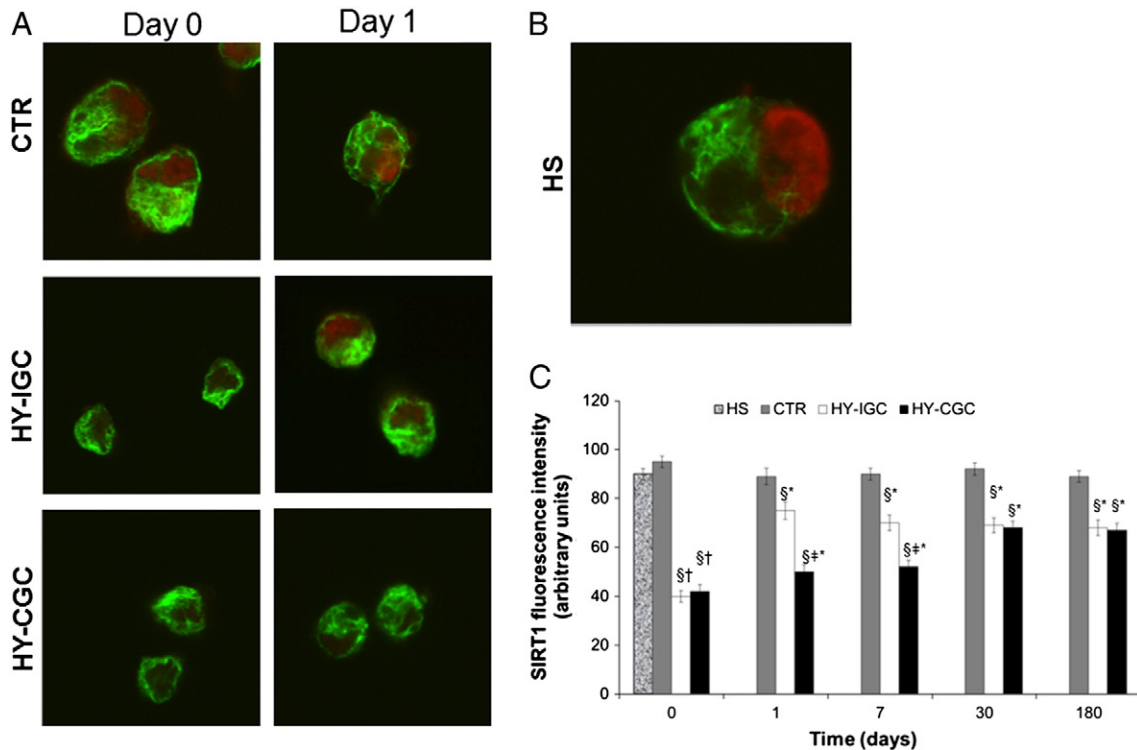 A
Day 0
Day 1
CTR
HY-IGC
HY-CGC
B
HS
C
HS CTR HY-IGC HY-CGC
SIRT1 fluorescence intensity
(arbitrary units)
120
100
80
60
40
20
0
§†
§†
§*
§‡*
§*
§‡*
§*
§*
§*
§*
0 1 7 30 180
Time (days)